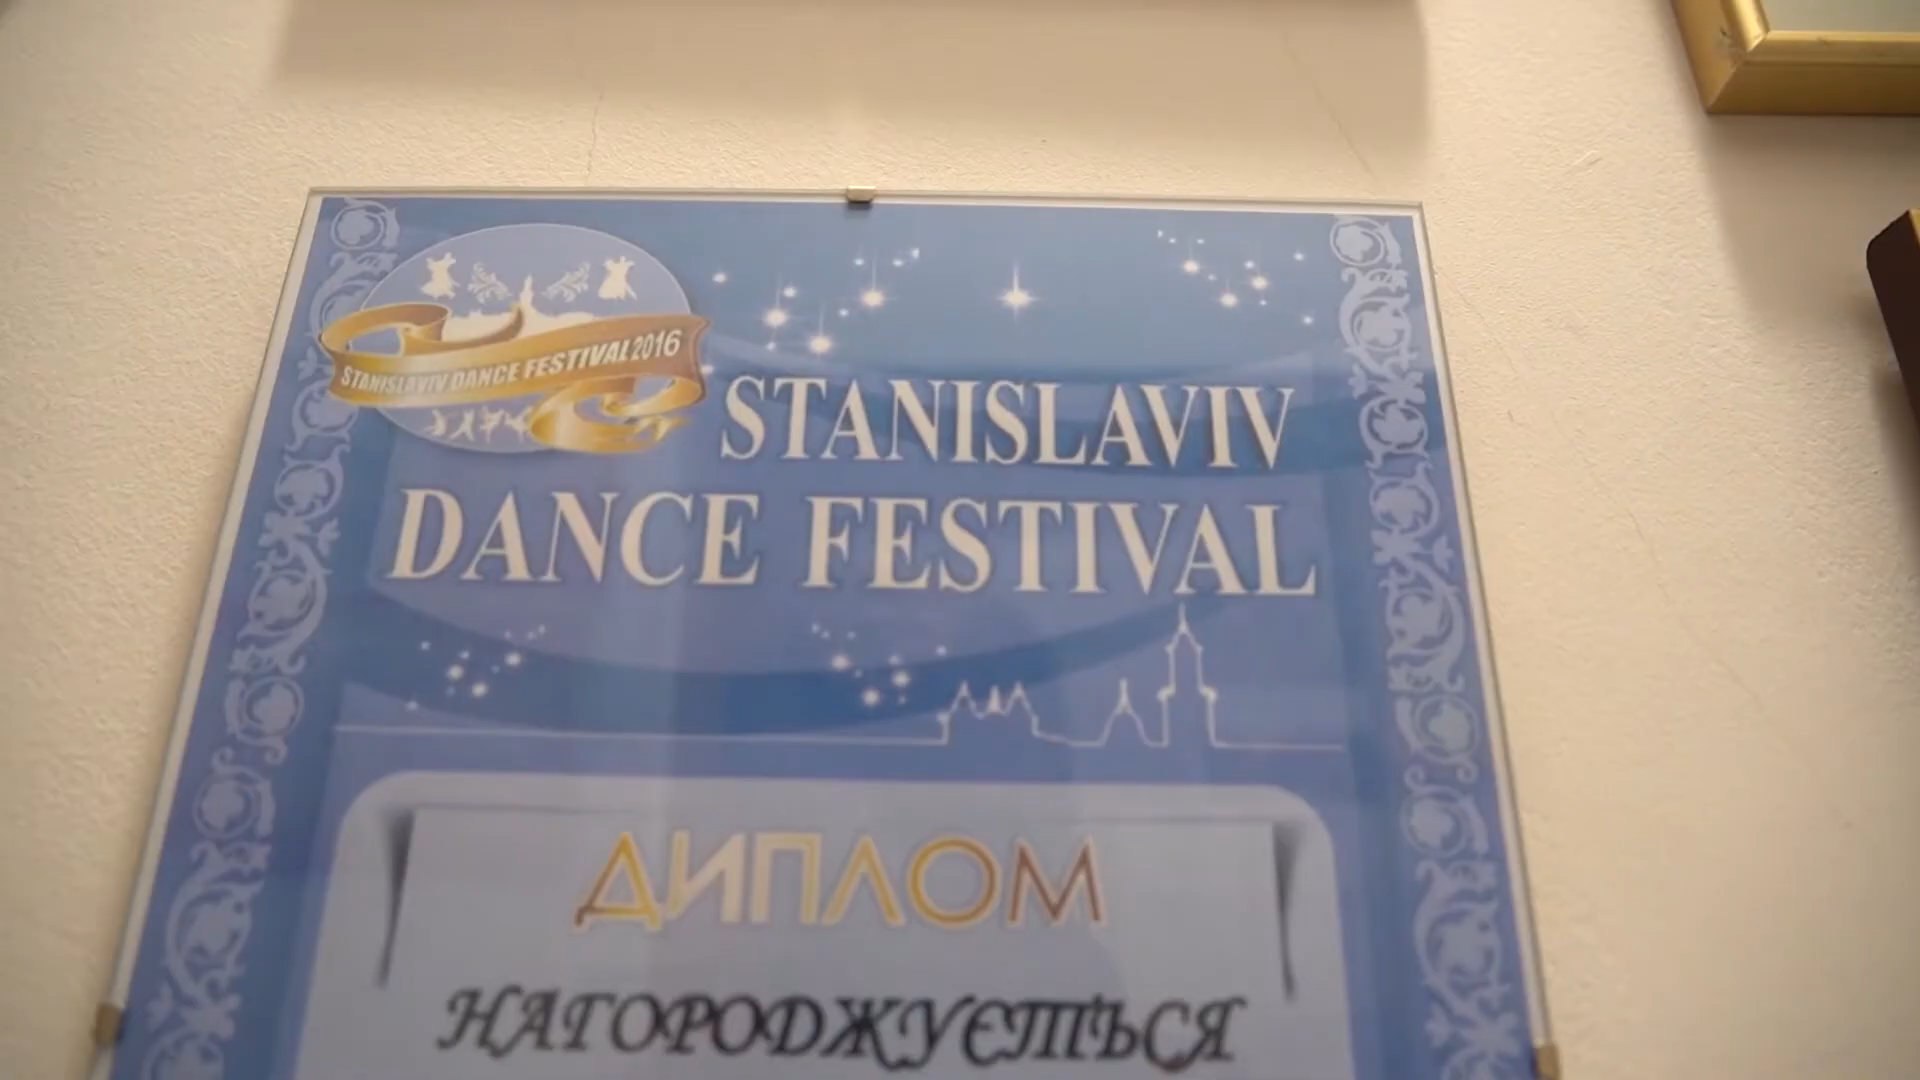 STANISLAVIV DANCE FESTIVAL 2016
STANISLAVIV
DANCE FESTIVAL
ДИПЛОМ
НАГОРОДЖУЄТЬСЯ